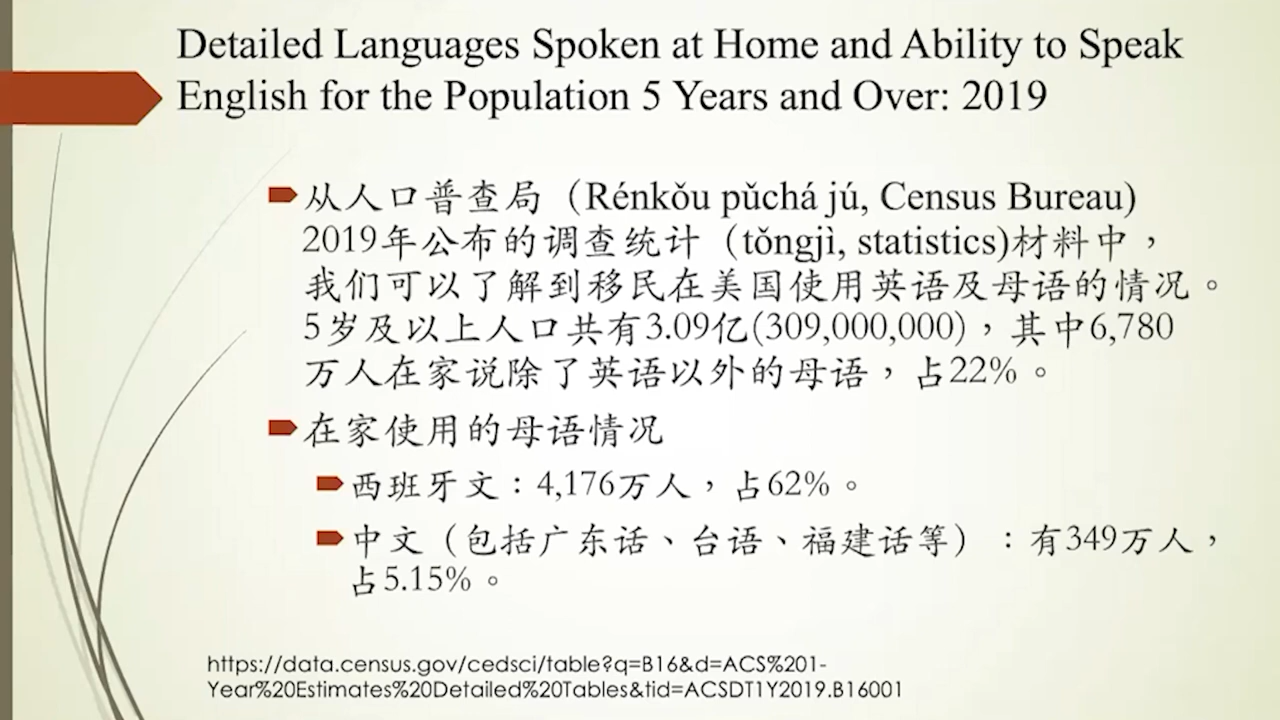 Detailed Languages Spoken at Home and Ability to Speak
English for the Population 5 Years and Over: 2019
从人口普查局（Rénkǒu pǔchá jú, Census Bureau)
2019年公布的调查统计（tǒngjì, statistics)材料中，
我们可以了解到移民在美国使用英语及母语的情况。
5岁及以上人口共有3.09亿(309,000,000)，其中6,780
万人在家说除了英语以外的母语，占22%。
在家使用的母语情况
西班牙文：4,176万人，占62%。
中文（包括广东话、台语、福建话等）：有349万人，
占5.15%。
https://data.census.gov/cedsci/table?q=B16&d=ACS%201-
Year%20Estimates%20Detailed%20Tables&tid=ACSDT1Y2019.B16001